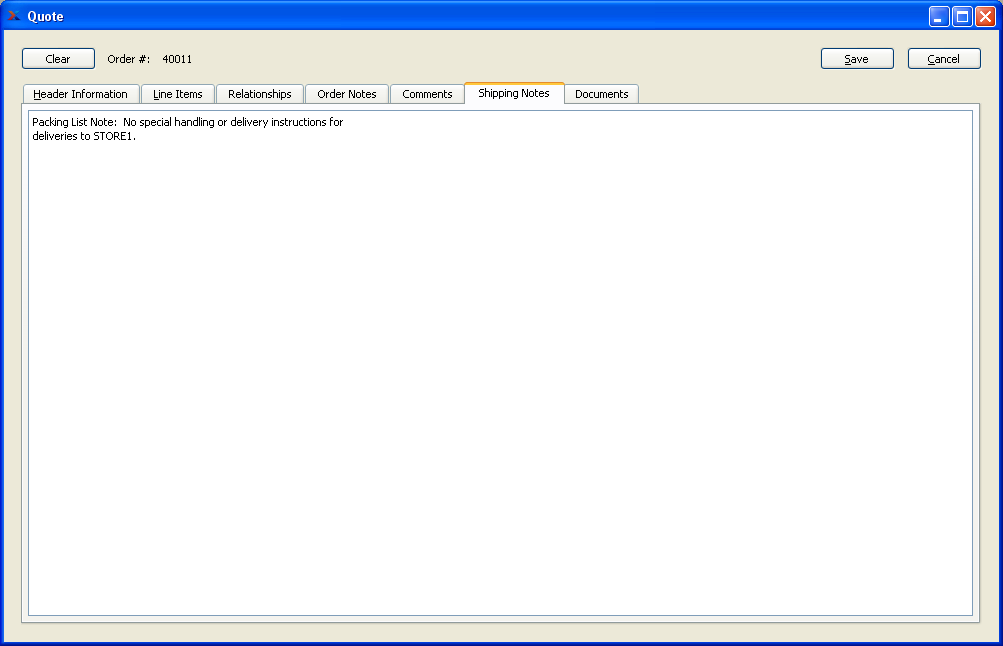 Quote
Clear Order #: 40011 Save Cancel
Header Information Line Items Relationships Order Notes Comments Shipping Notes Documents
Packing List Note: No special handling or delivery instructions for
deliveries to STORE1.